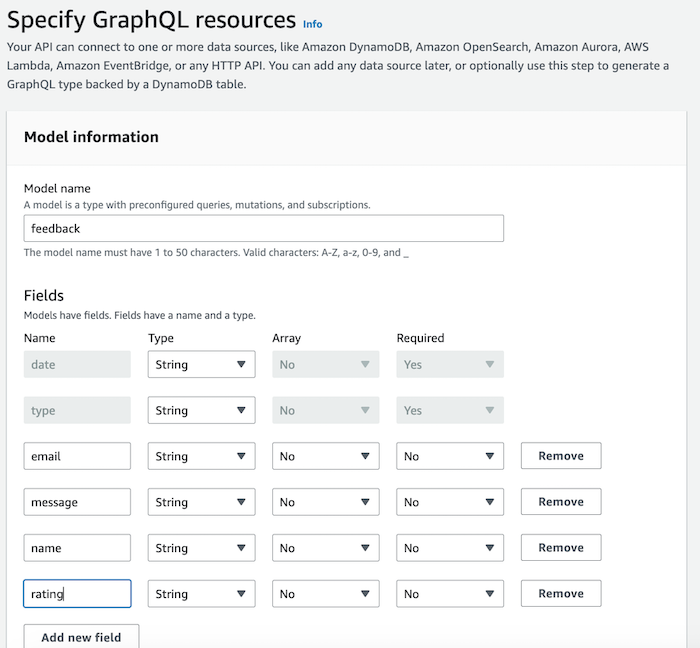 Specify GraphQL resources Info
Your API can connect to one or more data sources, like Amazon DynamoDB, Amazon OpenSearch, Amazon Aurora, AWS
Lambda, Amazon EventBridge, or any HTTP API. You can add any data source later, or optionally use this step to generate a
GraphQL type backed by a DynamoDB table.
Model information
Model name
A model is a type with preconfigured queries, mutations, and subscriptions.
feedback
The model name must have 1 to 50 characters. Valid characters: A-Z, a-z, 0-9, and _
Fields
Models have fields. Fields have a name and a type.
Name Type Array Required
date String No Yes
type String No Yes
email String No No Remove
message String No No Remove
name String No No Remove
rating String No No Remove
Add new field